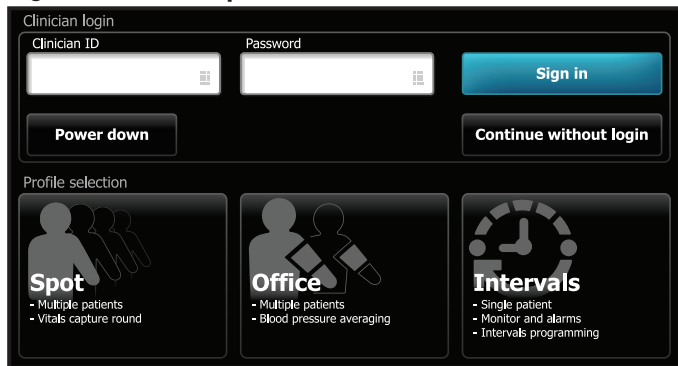 Clinician login
Clinician ID Password
Sign in
Power down Continue without login
Profile selection
Spot
- Multiple patients
- Vitals capture round
Office
- Multiple patients
- Blood pressure averaging
Intervals
- Single patient
- Monitor and alarms
- Intervals programming